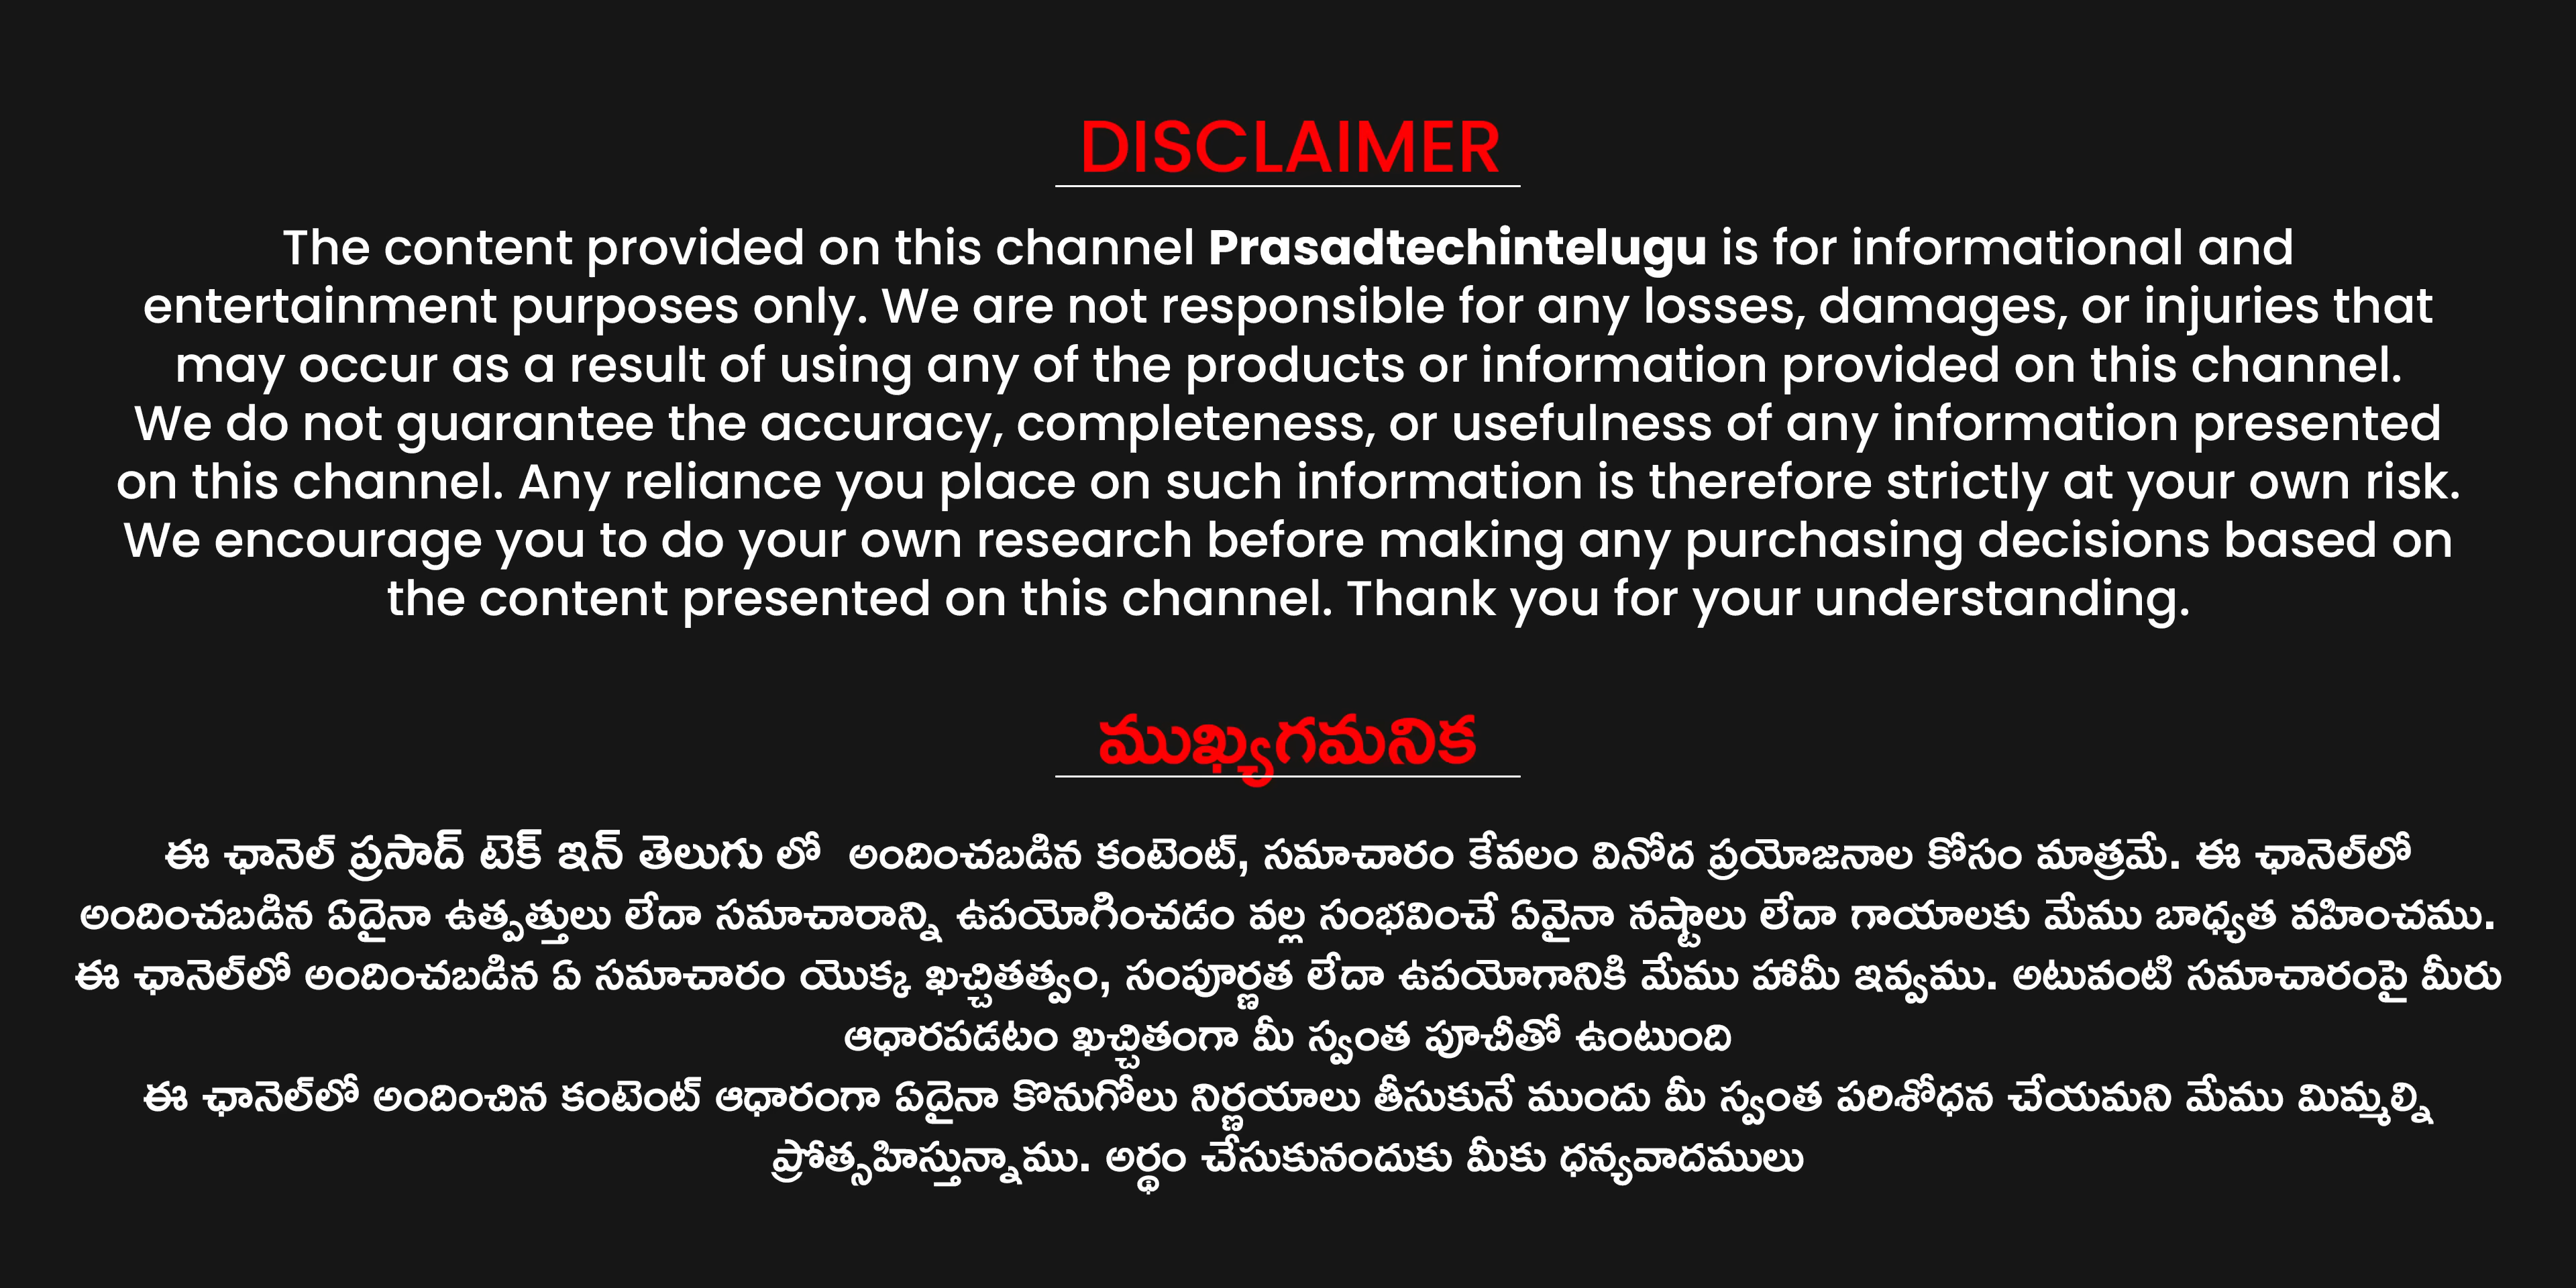 DISCLAIMER
The content provided on this channel Prasadtechintelugu is for informational and
entertainment purposes only. We are not responsible for any losses, damages, or injuries that
may occur as a result of using any of the products or information provided on this channel.
We do not guarantee the accuracy, completeness, or usefulness of any information presented
on this channel. Any reliance you place on such information is therefore strictly at your own risk.
We encourage you to do your own research before making any purchasing decisions based on
the content presented on this channel. Thank you for your understanding.
ముఖ్యగమనిక
ఈ ఛానెల్ ప్రసాద్ టెక్ ఇన్ తెలుగు లో  అందించబడిన కంటెంట్, సమాచారం కేవలం వినోద ప్రయోజనాల కోసం మాత్రమే. ఈ ఛానెల్‌లో
అందించబడిన ఏదైనా ఉత్పత్తులు లేదా సమాచారాన్ని ఉపయోగించడం వల్ల సంభవించే ఏవైనా నష్టాలు లేదా గాయాలకు మేము బాధ్యత వహించము.
ఈ ఛానెల్‌లో అందించబడిన ఏ సమాచారం యొక్క ఖచ్చితత్వం, సంపూర్ణత లేదా ఉపయోగానికి మేము హామీ ఇవ్వము. అటువంటి సమాచారంపై మీరు
ఆధారపడటం ఖచ్చితంగా మీ స్వంత పూచీతో ఉంటుంది
ఈ ఛానెల్‌లో అందించిన కంటెంట్ ఆధారంగా ఏదైనా కొనుగోలు నిర్ణయాలు తీసుకునే ముందు మీ స్వంత పరిశోధన చేయమని మేము మిమ్మల్ని
ప్రోత్సహిస్తున్నాము. అర్థం చేసుకునందుకు మీకు ధన్యవాదములు